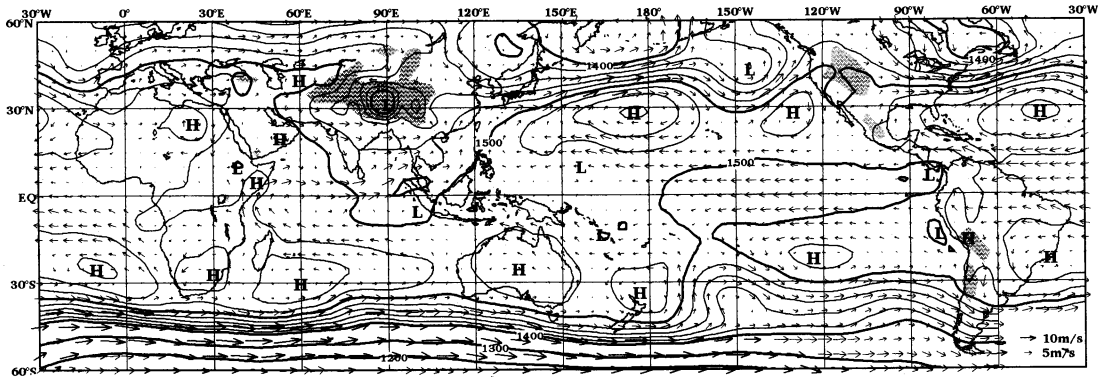 30°W 0° 30°E 60°E 90°E 120°E 150°E 180° 150°W 120°W 90°W 60°W 30°W
60°N
1400 L 1400
H
30°N L H H H
H H
1500 1500
L L L
H
EQ L
L H
H H H H
30°S H H H
1400
1300 10m/s
1200 5m/s
60°S